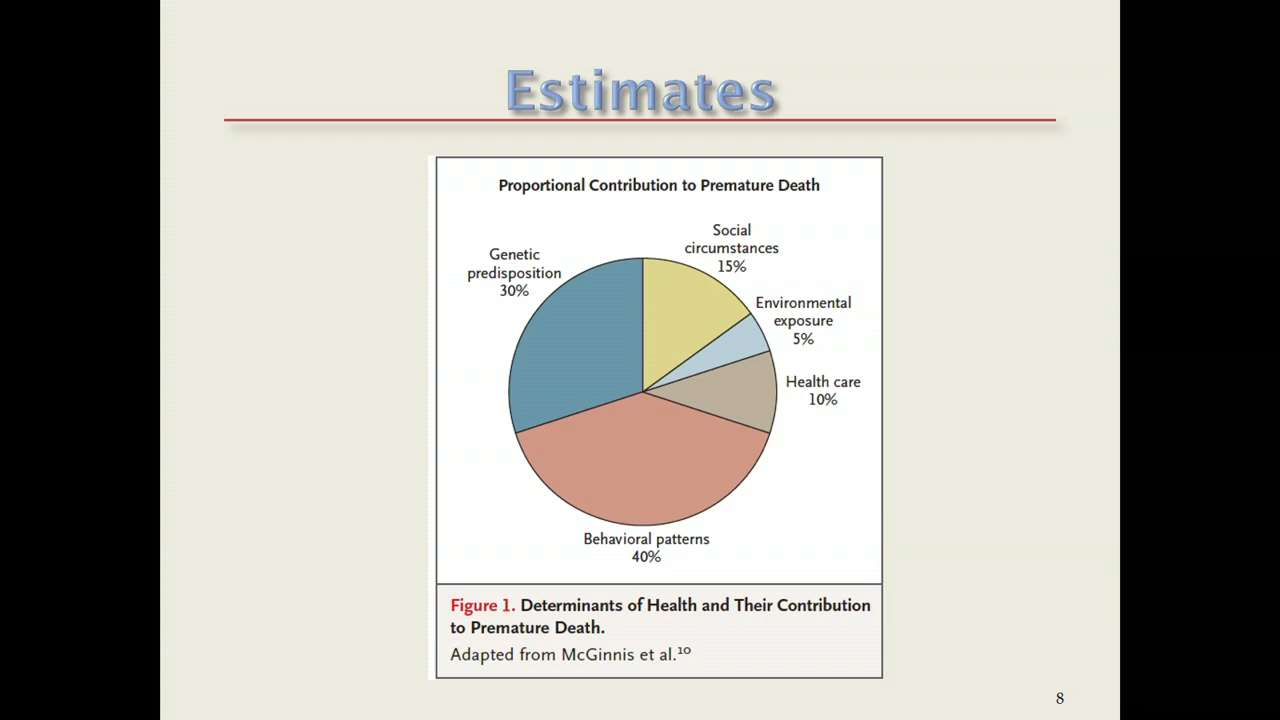 Estimates
Proportional Contribution to Premature Death
Social
circumstances
15%
Genetic
predisposition
30%
Environmental
exposure
5%
Health care
10%
Behavioral patterns
40%
Figure 1. Determinants of Health and Their Contribution
to Premature Death.
Adapted from McGinnis et al.¹⁰
8